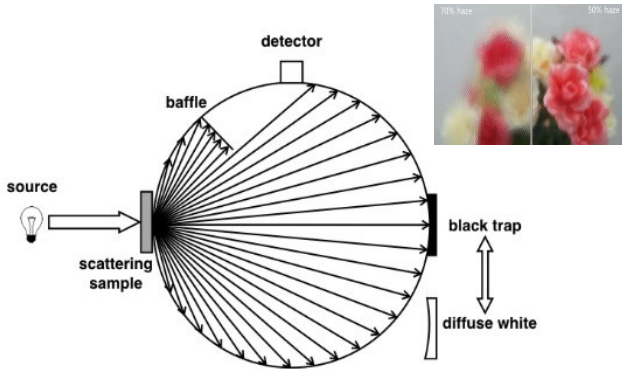 70% haze
50% haze
detector
baffle
source
scattering
sample
black trap
diffuse white